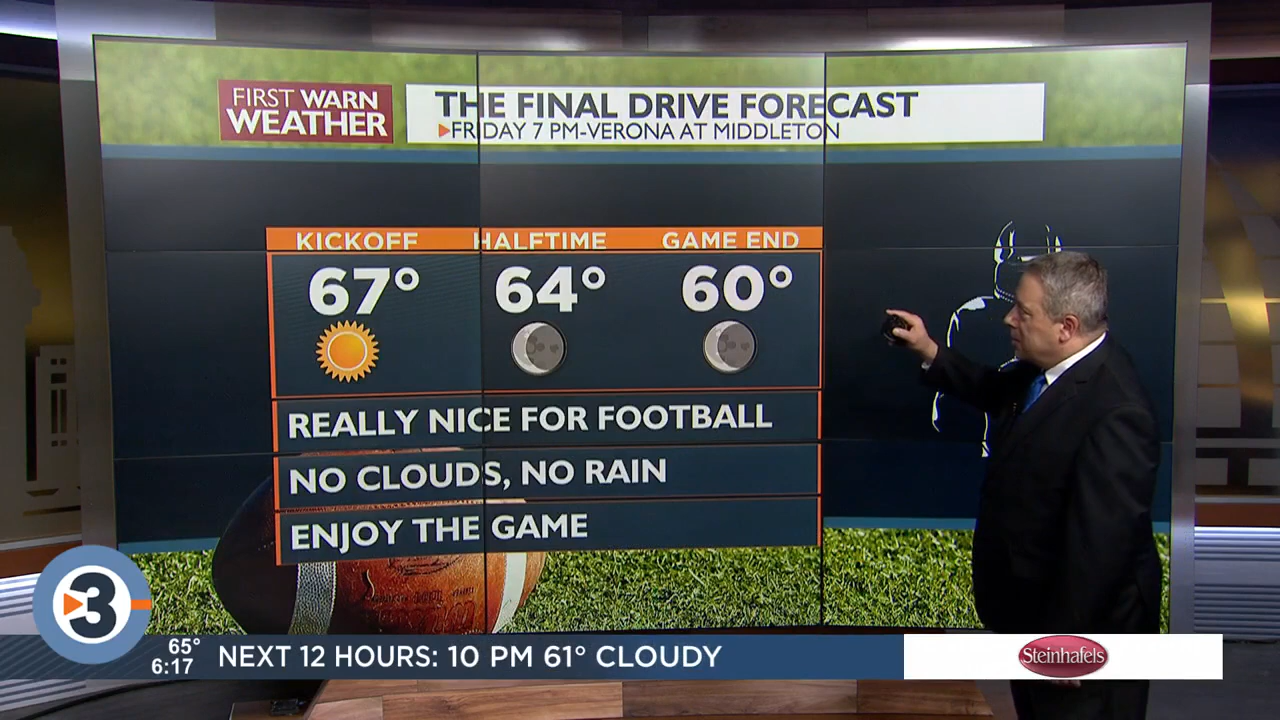 FIRST WARN
WEATHER
THE FINAL DRIVE FORECAST
FRIDAY 7 PM-VERONA AT MIDDLETON
KICKOFF HALFTIME GAME END
67° 64° 60°
REALLY NICE FOR FOOTBALL
NO CLOUDS, NO RAIN
ENJOY THE GAME
3
65°
6:17
NEXT 12 HOURS: 10 PM 61° CLOUDY
Steinhafels